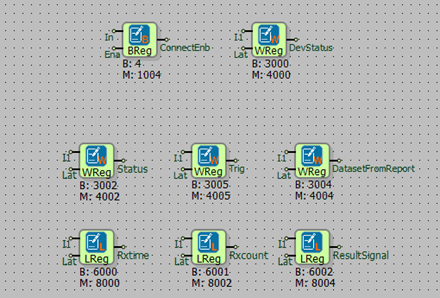 In
Ena
B
BReg
ConnectEnb
B: 4
M: 1004
I1
Lat
W
WReg
DevStatus
B: 3000
M: 4000
I1
Lat
W
WReg
Status
B: 3002
M: 4002
I1
Lat
W
WReg
Trig
B: 3005
M: 4005
I1
Lat
W
WReg
DatasetFromReport
B: 3004
M: 4004
I1
Lat
L
LReg
Rxtime
B: 6000
M: 8000
I1
Lat
L
LReg
Rxcount
B: 6001
M: 8002
I1
Lat
L
LReg
ResultSignal
B: 6002
M: 8004